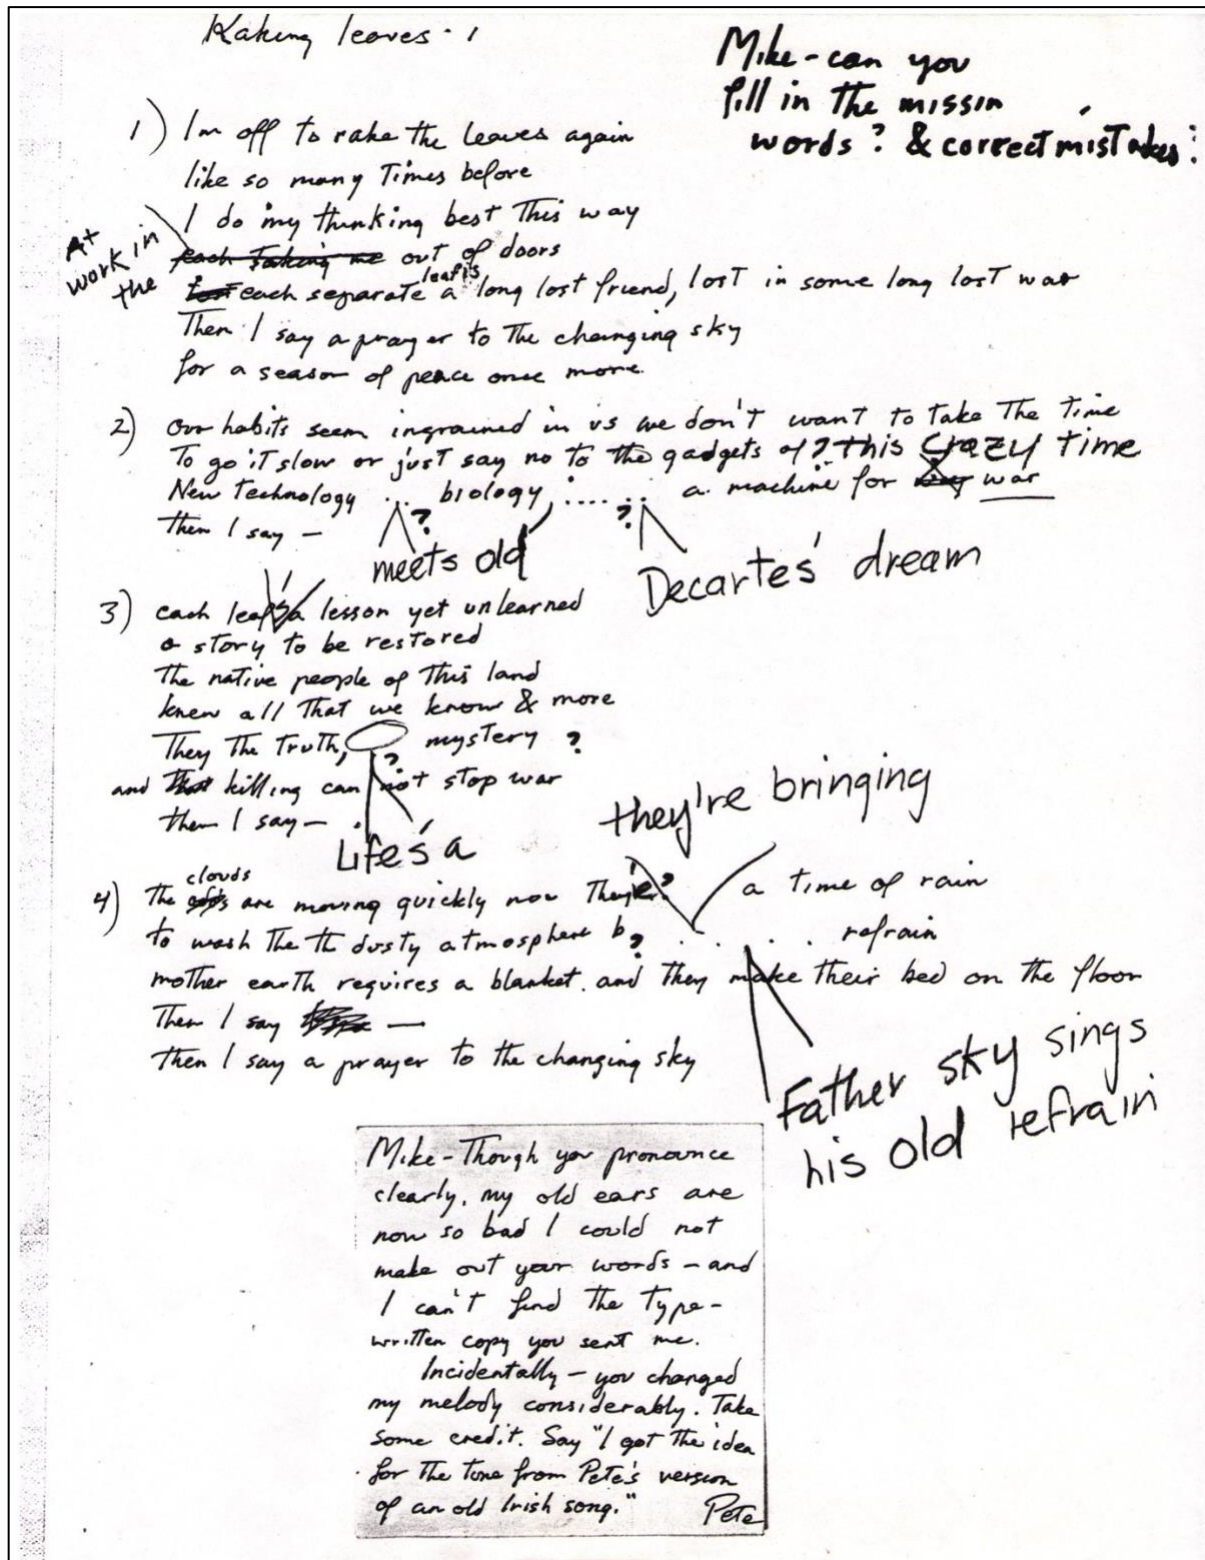 Raking leaves
Mike - can you
fill in the missin
words? & correct mistakes:
1) Im off to rake the leaves again
like so many Times before
I do my thinking best This way
At
work in
the
each Taking me out of doors
each separate leaf is a long lost friend, lost in some long lost war
Then I say a prayer to The changing sky
for a season of peace once more
2) Our habits seem ingrained in us we don't want to take The time
To go it slow or just say no to the gadgets of ? this Crazy time
New Technology ... biology ...... a machine for war
then I say -
?
?
meets old
Decartes' dream
3) each leaf's a lesson yet unlearned
a story to be restored
The native people of This land
knew all That we know & more
They The Truth, mystery ?
?
and that killing can not stop war
then I say -
Life's a
they're bringing
4) The clouds are moving quickly now They're ? a time of rain
to wash the th dusty atmosphere b? . . . . refrain
mother earth requires a blanket. and they make their bed on the floor
Then I say —
then I say a prayer to the changing sky
Father sky sings
his old refrain
Mike - Though you pronounce
clearly, my old ears are
now so bad I could not
make out your words - and
I can't find The Type-
written copy you sent me.
Incidentally - you changed
my melody considerably. Take
some credit. Say "I got The idea
for The tune from Pete's version
of an old Irish song."
Pete